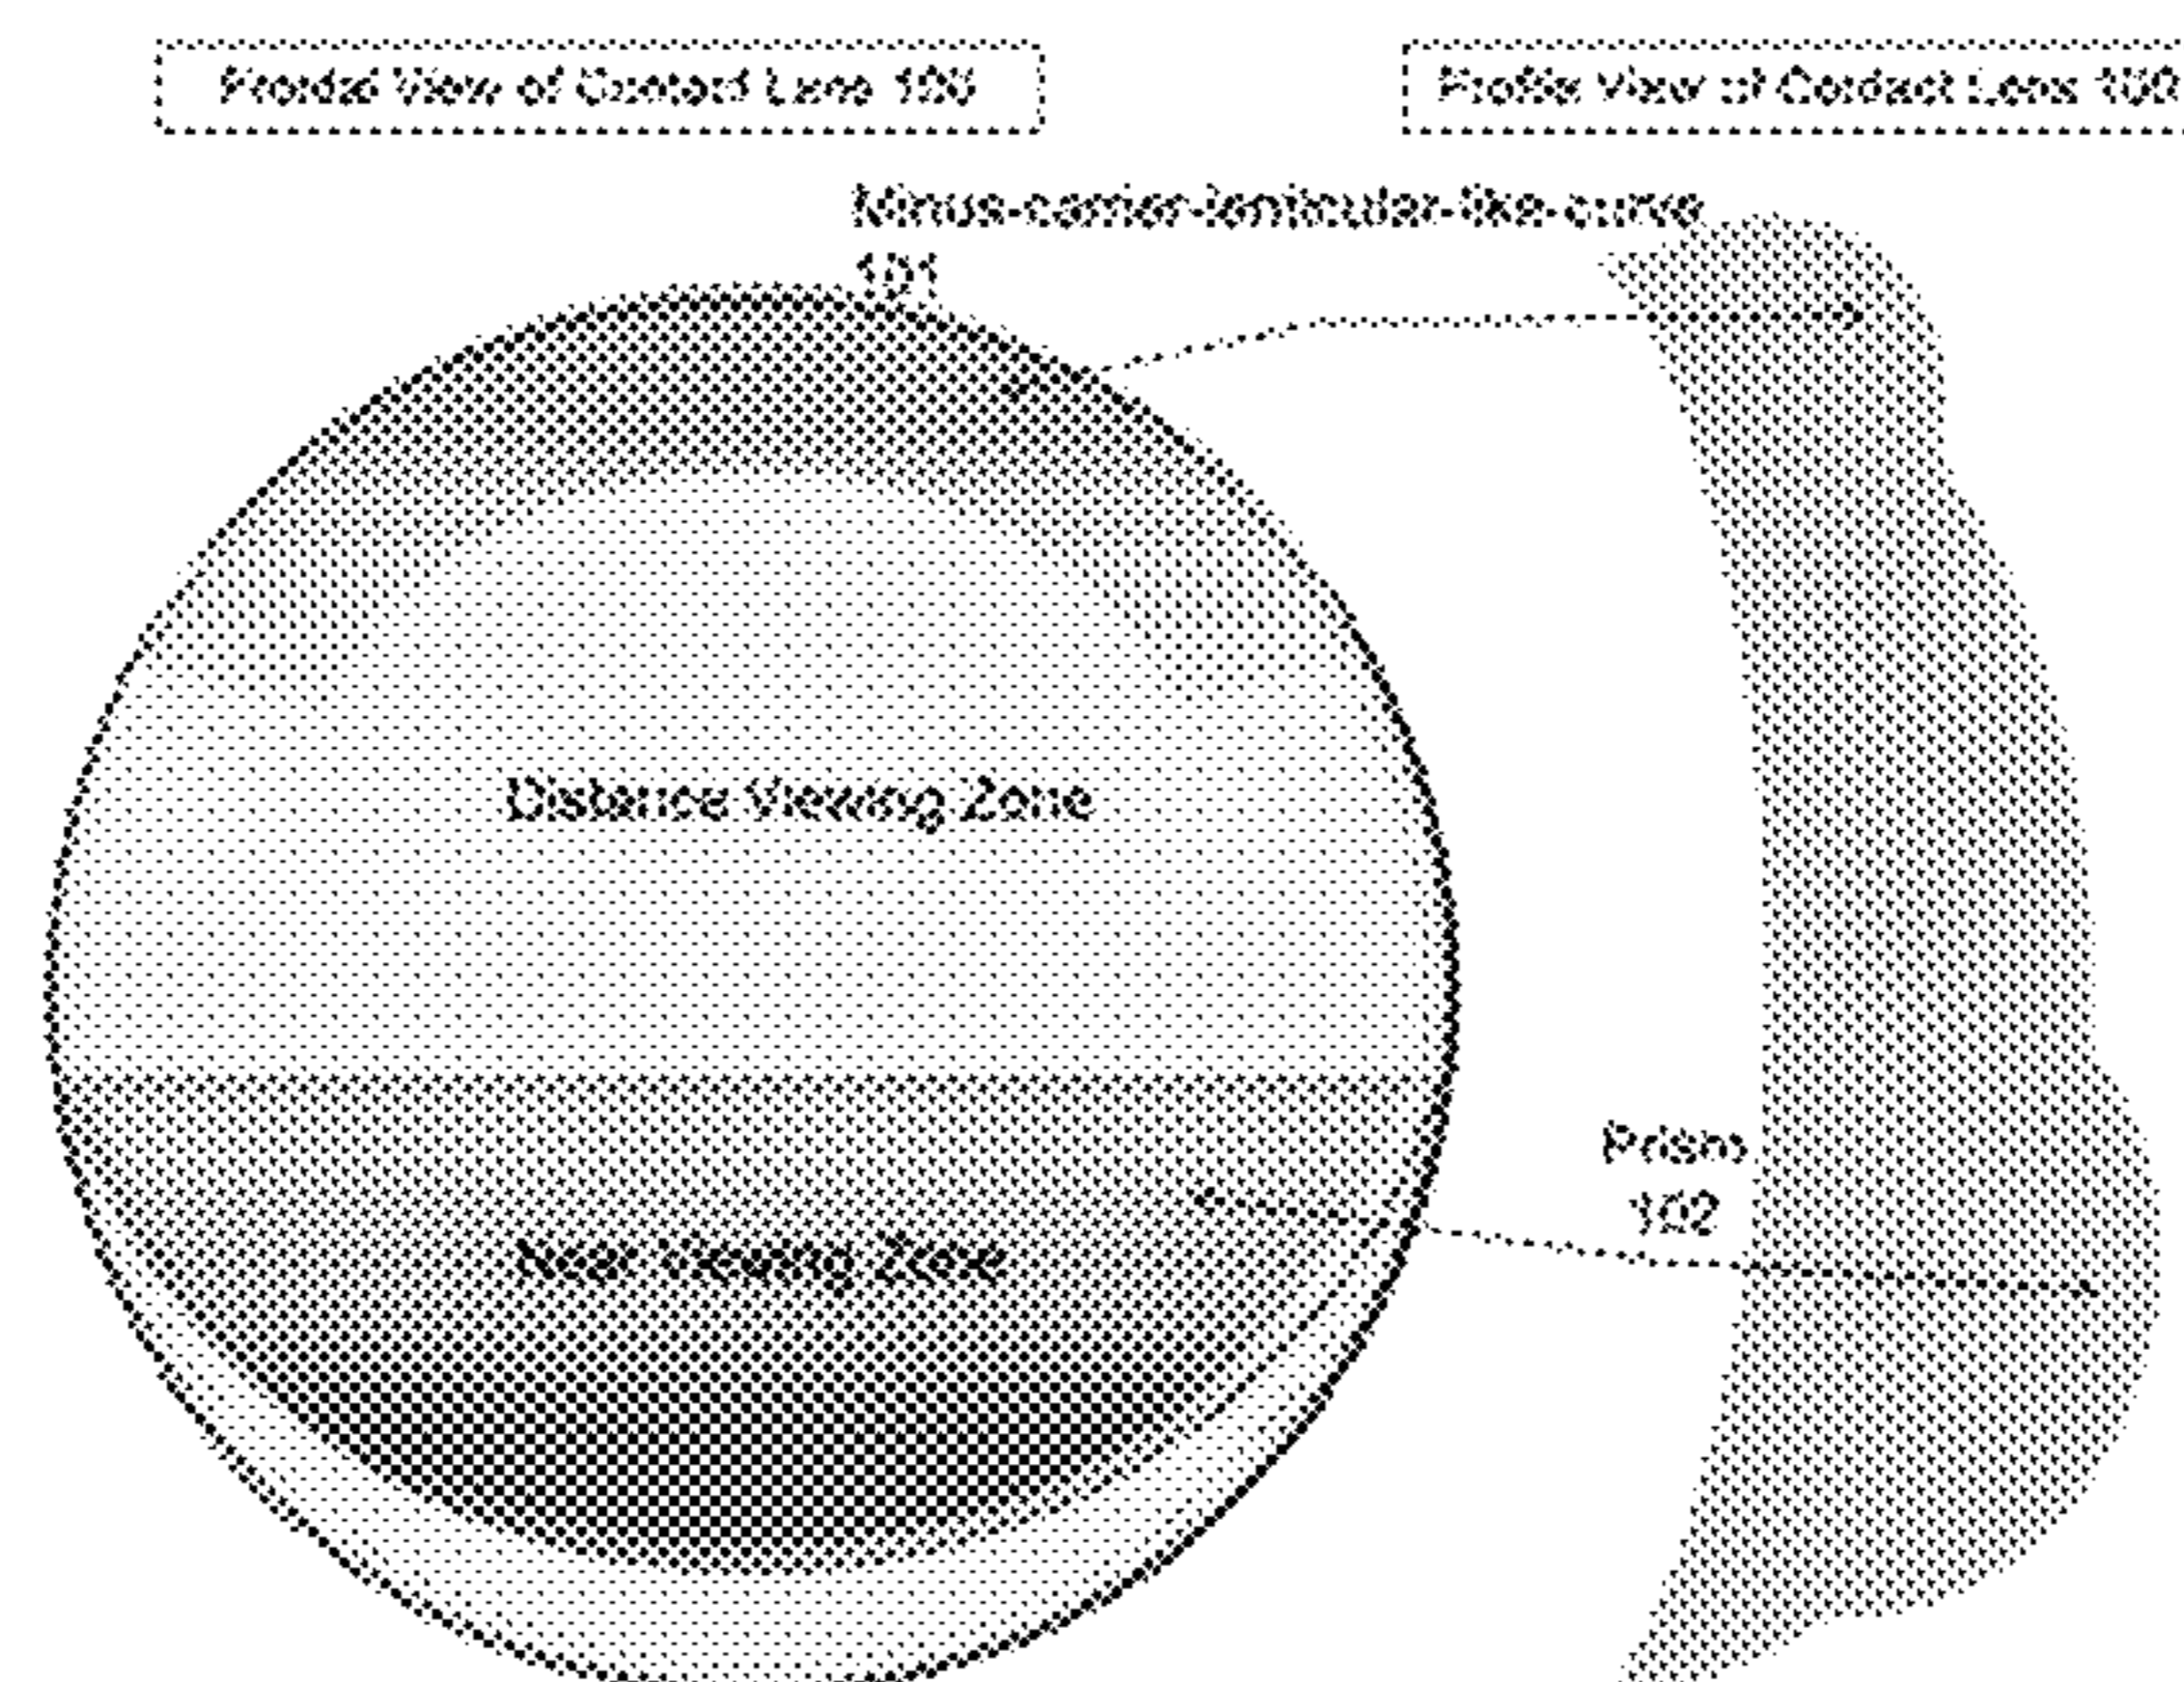 Frontal View of Contact Lens 100
Profile View of Contact Lens 100
Minus-carrier-lenticular-like-curve
101
Distance Viewing Zone
Prism
102
Near Viewing Zone